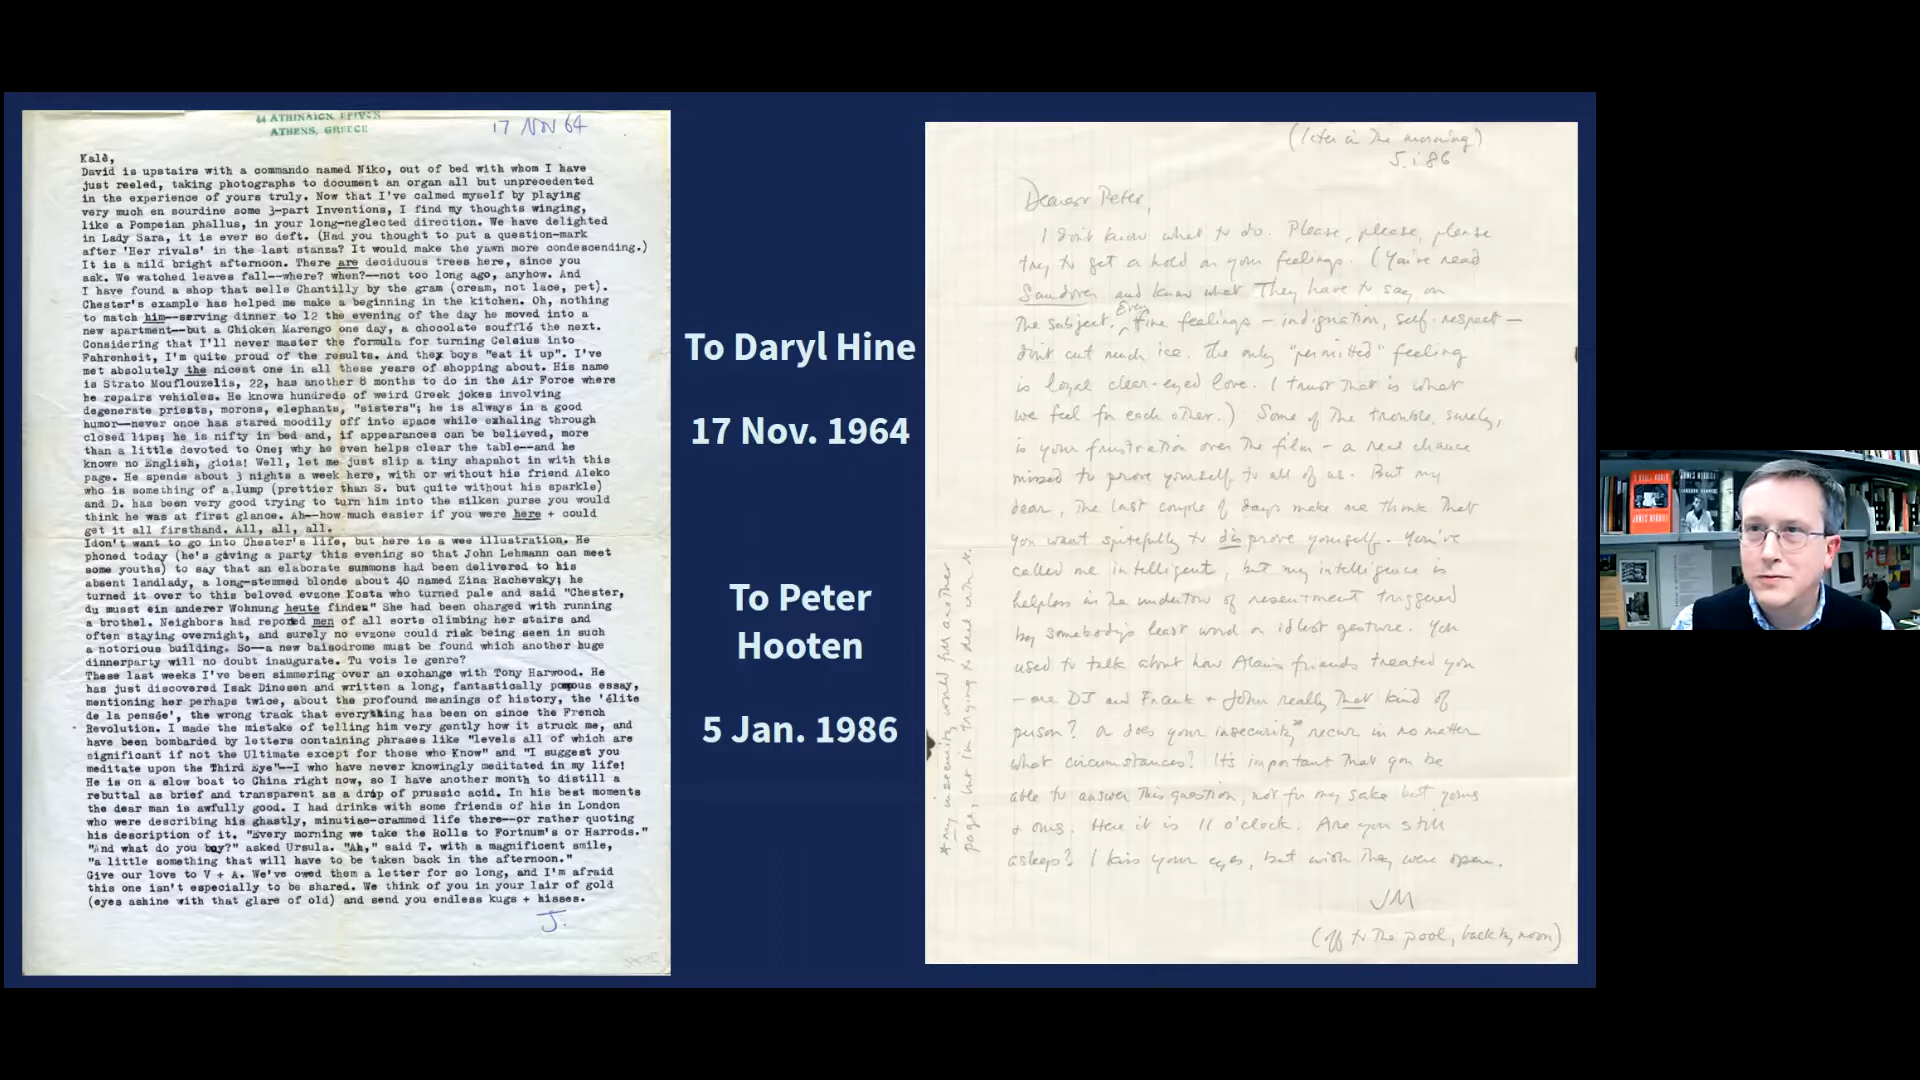 44 ATHINAION EFIVON
ATHENS, GREECE
17 NOV 64
Kalè,
David is upstairs with a commando named Niko, out of bed with whom I have
just reeled, taking photographs to document an organ all but unprecedented
in the experience of yours truly. Now that I've calmed myself by playing
very much en sourdine some 3-part Inventions, I find my thoughts winging,
like a Pompeian phallus, in your long-neglected direction. We have delighted
in Lady Sara, it is ever so deft. (Had you thought to put a question-mark
after 'Her rivals' in the last stanza? It would make the yawn more condescending.)
It is a mild bright afternoon. There are deciduous trees here, since you
ask. We watched leaves fall--where? when?--not too long ago, anyhow. And
I have found a shop that sells Chantilly by the gram (cream, not lace, pet).
Chester's example has helped me make a beginning in the kitchen. Oh, nothing
to match him--serving dinner to 12 the evening of the day he moved into a
new apartment--but a Chicken Marengo one day, a chocolate soufflé the next.
Considering that I'll never master the formula for turning Celsius into
Fahrenheit, I'm quite proud of the results. And the boys "eat it up". I've
met absolutely the nicest one in all these years of shopping about. His name
is Strato Mouflouzelis, 22, has another 8 months to do in the Air Force where
he repairs vehicles. He knows hundreds of weird Greek jokes involving
degenerate priests, morons, elephants, "sisters"; he is always in a good
humor--never once has stared moodily off into space while exhaling through
closed lips; he is nifty in bed and, if appearances can be believed, more
than a little devoted to One; why he even helps clear the table--and he
knows no English, gioia! Well, let me just slip a tiny shapshot in with this
page. He spends about 3 nights a week here, with or without his friend Aleko
who is something of a lump (prettier than S. but quite without his sparkle)
and D. has been very good trying to turn him into the silken purse you would
think he was at first glance. Ah--how much easier if you were here + could
get it all firsthand. All, all, all.
Idon't want to go into Chester's life, but here is a wee illustration. He
phoned today (he's giving a party this evening so that John Lehmann can meet
some youths) to say that an elaborate summons had been delivered to his
absent landlady, a long-stemmed blonde about 40 named Zina Rachevsky; he
turned it over to this beloved evzone Kosta who turned pale and said "Chester,
du musst ein anderer Wohnung heute finden" She had been charged with running
a brothel. Neighbors had reported men of all sorts climbing her stairs and
often staying overnight, and surely no evzone could risk being seen in such
a notorious building. So--a new baisodrome must be found which another huge
dinnerparty will no doubt inaugurate. Tu vois le genre?
These last weeks I've been simmering over an exchange with Tony Harwood. He
has just discovered Isak Dinesen and written a long, fantastically pompous essay,
mentioning her perhaps twice, about the profound meanings of history, the 'élite
de la pensée', the wrong track that everything has been on since the French
Revolution. I made the mistake of telling him very gently how it struck me, and
have been bombarded by letters containing phrases like "levels all of which are
significant if not the Ultimate except for those who Know" and "I suggest you
meditate upon the Third Eye"--I who have never knowingly meditated in my life!
He is on a slow boat to China right now, so I have another month to distill a
rebuttal as brief and transparent as a drop of prussic acid. In his best moments
the dear man is awfully good. I had drinks with some friends of his in London
who were describing his ghastly, minutiae-crammed life there--or rather quoting
his description of it. "Every morning we take the Rolls to Fortnum's or Harrods."
"And what do you buy?" asked Ursula. "Ah," said T. with a magnificent smile,
"a little something that will have to be taken back in the afternoon."
Give our love to V + A. We've owed them a letter for so long, and I'm afraid
this one isn't especially to be shared. We think of you in your lair of gold
(eyes ashine with that glare of old) and send you endless kugs + hisses.
J.
To Daryl Hine
17 Nov. 1964
To Peter
Hooten
5 Jan. 1986
(later in the morning)
5.i.86
Dearest Peter,
I don't know what to do. Please, please, please
try to get a hold on your feelings. (You've read
Sandover and know what They have to say on
the subject. Even fine feelings – indignation, self-respect –
don't cut much ice. The only "permitted" feeling
is loyal clear-eyed love. I trust that is what
we feel for each other.) Some of the trouble, surely,
is your frustration over the film – a real chance
missed to prove yourself to all of us. But my
dear, the last couple of days make me think that
you want spitefully to disprove yourself. You've
called me intelligent, but my intelligence is
helpless in the undertow of resentment triggered
by somebody's least word or idlest gesture. You
used to talk about how Alain's friends treated you
– are DJ and Frank + John really that kind of
person? Or does your insecurity* recur in no matter
what circumstances? It's important that you be
able to answer this question, not for my sake but yours
+ ours. Here it is 11 o'clock. Are you still
asleep? I kiss your eyes, but wish they were open.
JM
(off to the pool, back by noon)
* my insecurity would fill another
page, but I'm trying to deal with it.
JAMES MERRILL